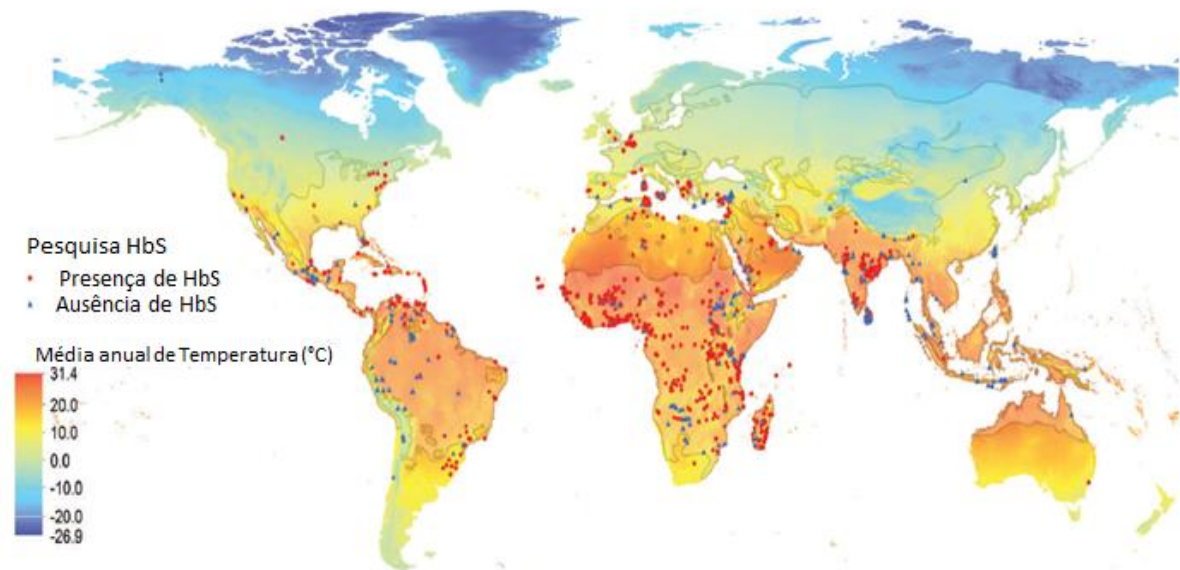 Pesquisa HbS
Presença de HbS
Ausência de HbS
Média anual de Temperatura (°C)
31.4
20.0
10.0
0.0
-10.0
-20.0
-26.9